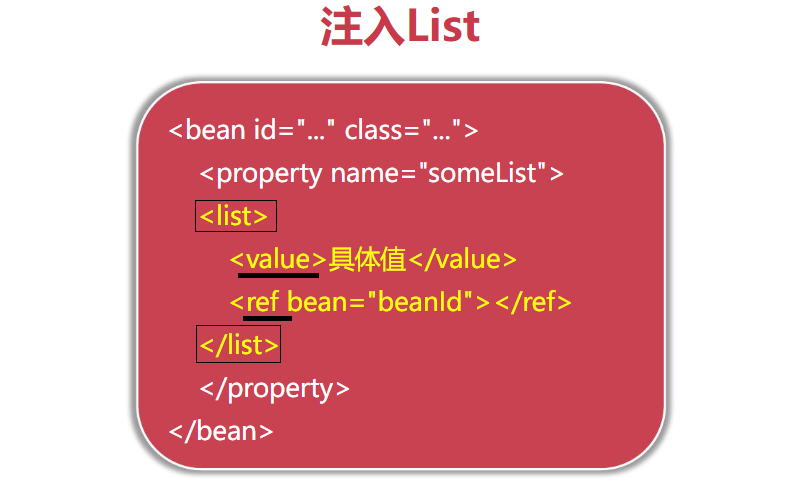 注入List
<bean id="..." class="...">
<property name="someList">
<list>
<value>具体值</value>
<ref bean="beanId"></ref>
</list>
</property>
</bean>